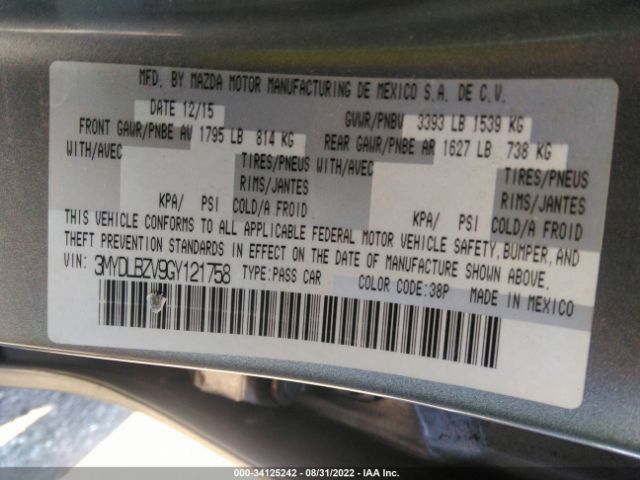 MFD. BY MAZDA MOTOR MANUFACTURING DE MEXICO S.A. DE C.V.
DATE 12/15 GVWR/PNBV 3393 LB 1539 KG
FRONT GAWR/PNBE AV 1795 LB 814 KG REAR GAWR/PNBE AR 1627 LB 738 KG
WITH/AVEC TIRES/PNEUS WITH/AVEC TIRES/PNEUS
RIMS/JANTES RIMS/JANTES
KPA/ PSI COLD/A FROID KPA/ PSI COLD/A FROID
THIS VEHICLE CONFORMS TO ALL APPLICABLE FEDERAL MOTOR VEHICLE SAFETY, BUMPER, AND
THEFT PREVENTION STANDARDS IN EFFECT ON THE DATE OF MANUFACTURE SHOWN ABOVE.
VIN: 3MYDLBZV9GY121758 TYPE:PASS CAR COLOR CODE:38P MADE IN MEXICO
000-34125242 - 08/31/2022 - IAA Inc.